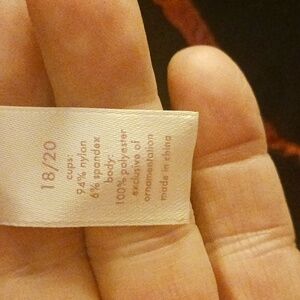 18/20
cups:
94% nylon
6% spandex
body:
100% polyester
exclusive of
ornamentation
made in china